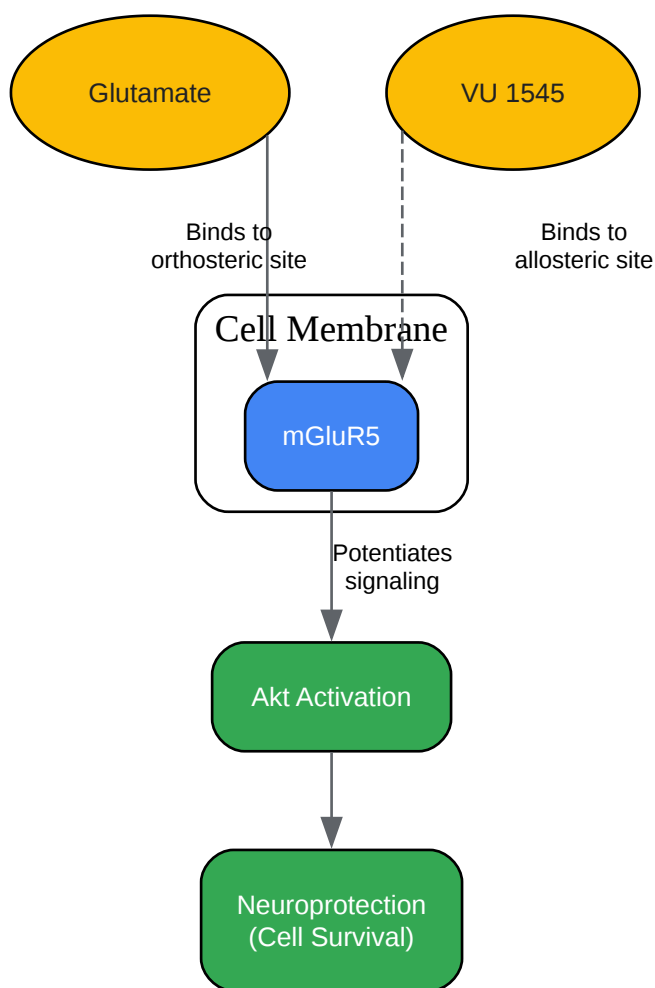 Glutamate
VU 1545
Binds to
orthosteric site
Binds to
allosteric site
Cell Membrane
mGluR5
Potentiates
signaling
Akt Activation
Neuroprotection
(Cell Survival)